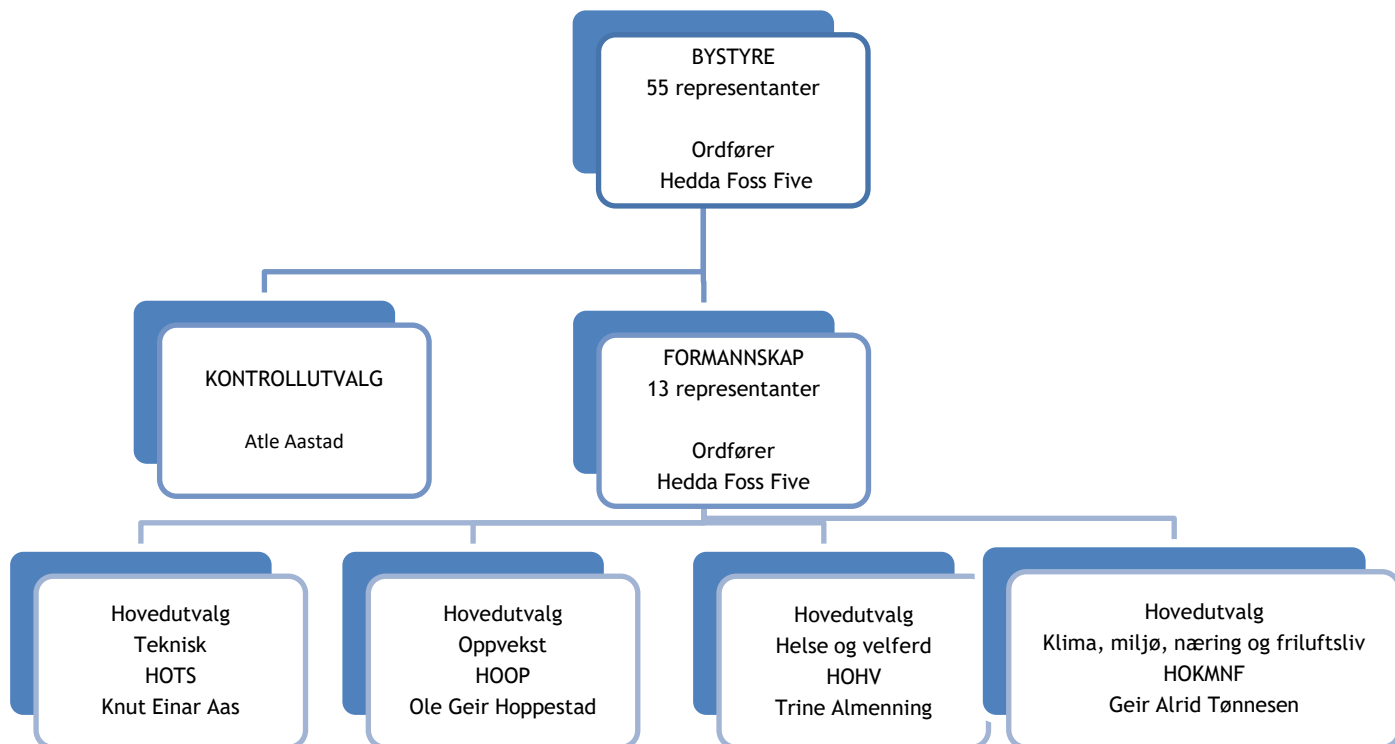 BYSTYRE
55 representanter
Ordfører
Hedda Foss Five
KONTROLLUTVALG
Atle Aastad
FORMANNSKAP
13 representanter
Ordfører
Hedda Foss Five
Hovedutvalg
Teknisk
HOTS
Knut Einar Aas
Hovedutvalg
Oppvekst
HOOP
Ole Geir Hoppestad
Hovedutvalg
Helse og velferd
HOHV
Trine Almenning
Hovedutvalg
Klima, miljø, næring og friluftsliv
HOKMNF
Geir Alrid Tønnesen